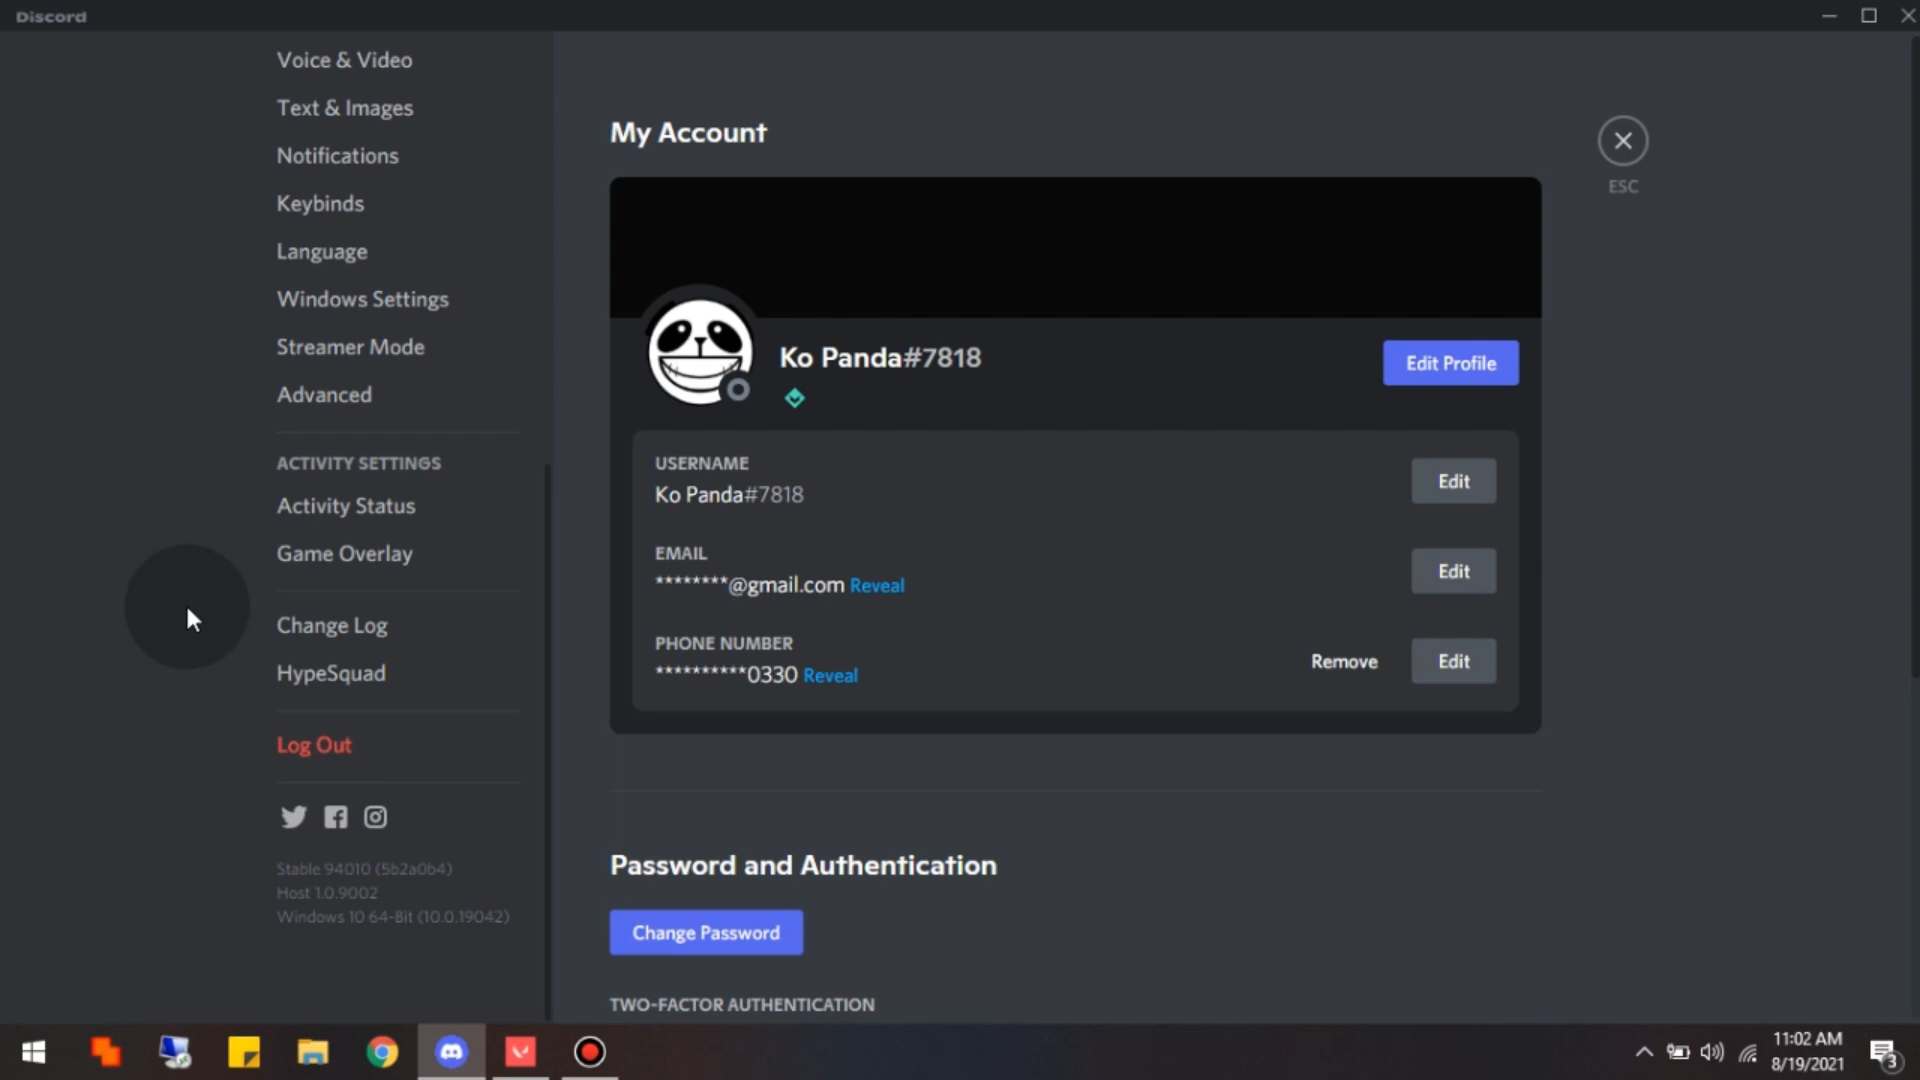 Discord
Voice & Video
Text & Images
Notifications
Keybinds
Language
Windows Settings
Streamer Mode
Advanced
ACTIVITY SETTINGS
Activity Status
Game Overlay
Change Log
HypeSquad
Log Out
Stable 94010 (5b2a0b4)
Host 1.0.9002
Windows 10 64-Bit (10.0.19042)
My Account
ESC
Ko Panda#7818
Edit Profile
USERNAME
Ko Panda#7818
Edit
EMAIL
********@gmail.com Reveal
Edit
PHONE NUMBER
**********0330 Reveal
Remove
Edit
Password and Authentication
Change Password
TWO-FACTOR AUTHENTICATION
11:02 AM
8/19/2021
3